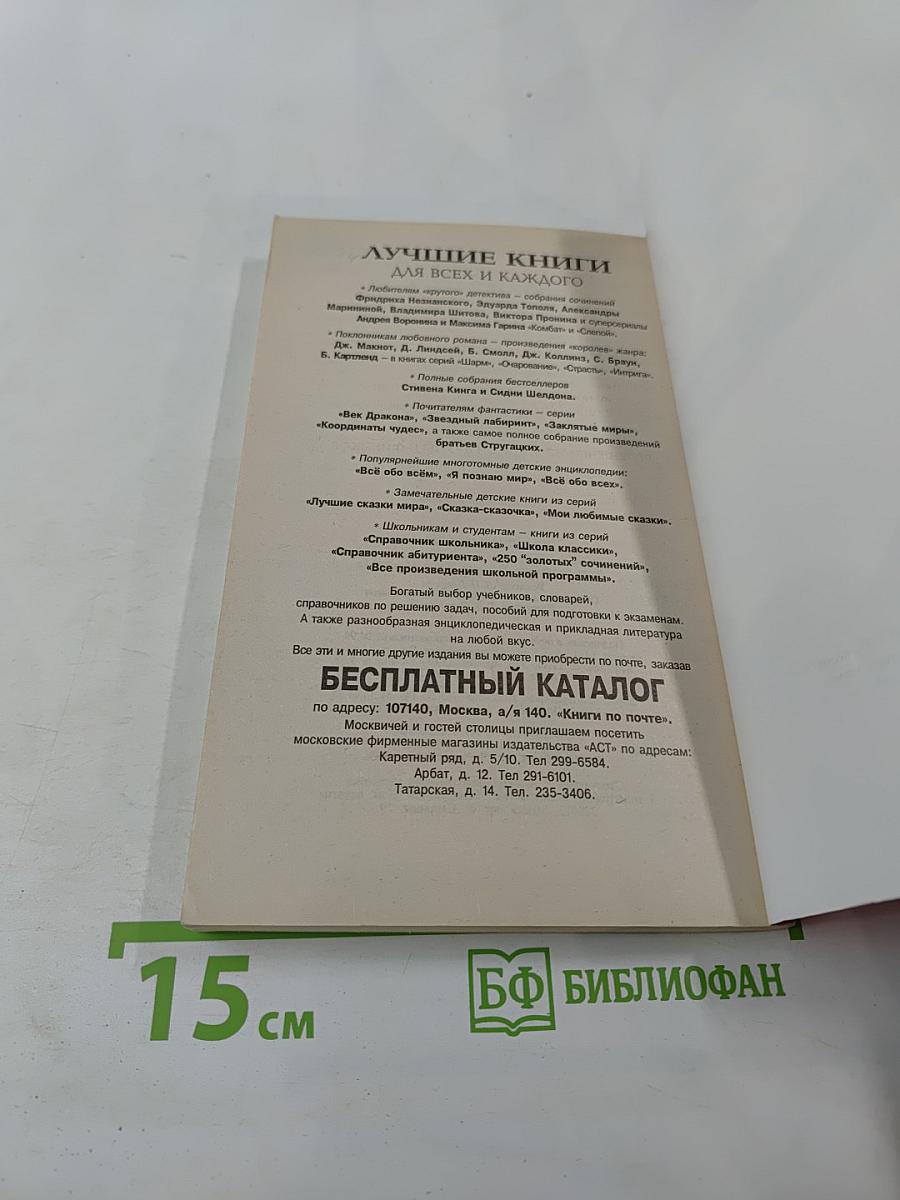 ЛУЧШИЕ КНИГИ
ДЛЯ ВСЕХ И КАЖДОГО
* Любителям «крутого» детектива – собрания сочинений
Фридриха Незнанского, Эдуарда Тополя, Александры
Марининой, Владимира Шитова, Виктора Пронина и суперсериалы
Андрея Воронина и Максима Гарина «Комбат» и «Слепой».
* Поклонникам любовного романа – произведения «королев» жанра:
Дж. Макнот, Д. Линдсей, Б. Смолл, Дж. Коллинз, С. Браун,
Б. Картленд – в книгах серий «Шарм», «Очарование», «Страсть», «Интрига».
* Полные собрания бестселлеров
Стивена Кинга и Сидни Шелдона.
* Почитателям фантастики – серии
«Век Дракона», «Звездный лабиринт», «Заклятые миры»,
«Координаты чудес», а также самое полное собрание произведений
братьев Стругацких.
* Популярнейшие многотомные детские энциклопедии:
«Всё обо всём», «Я познаю мир», «Всё обо всех».
* Замечательные детские книги из серий
«Лучшие сказки мира», «Сказка-сказочка», «Мои любимые сказки».
* Школьникам и студентам – книги из серий
«Справочник школьника», «Школа классики»,
«Справочник абитуриента», «250 "золотых" сочинений»,
«Все произведения школьной программы».
Богатый выбор учебников, словарей,
справочников по решению задач, пособий для подготовки к экзаменам.
А также разнообразная энциклопедическая и прикладная литература
на любой вкус.
Все эти и многие другие издания вы можете приобрести по почте, заказав
БЕСПЛАТНЫЙ КАТАЛОГ
по адресу: 107140, Москва, а/я 140. «Книги по почте».
Москвичей и гостей столицы приглашаем посетить
московские фирменные магазины издательства «АСТ» по адресам:
Каретный ряд, д. 5/10. Тел 299-6584.
Арбат, д. 12. Тел 291-6101.
Татарская, д. 14. Тел. 235-3406.
15 см
БФ БИБЛИОФАН